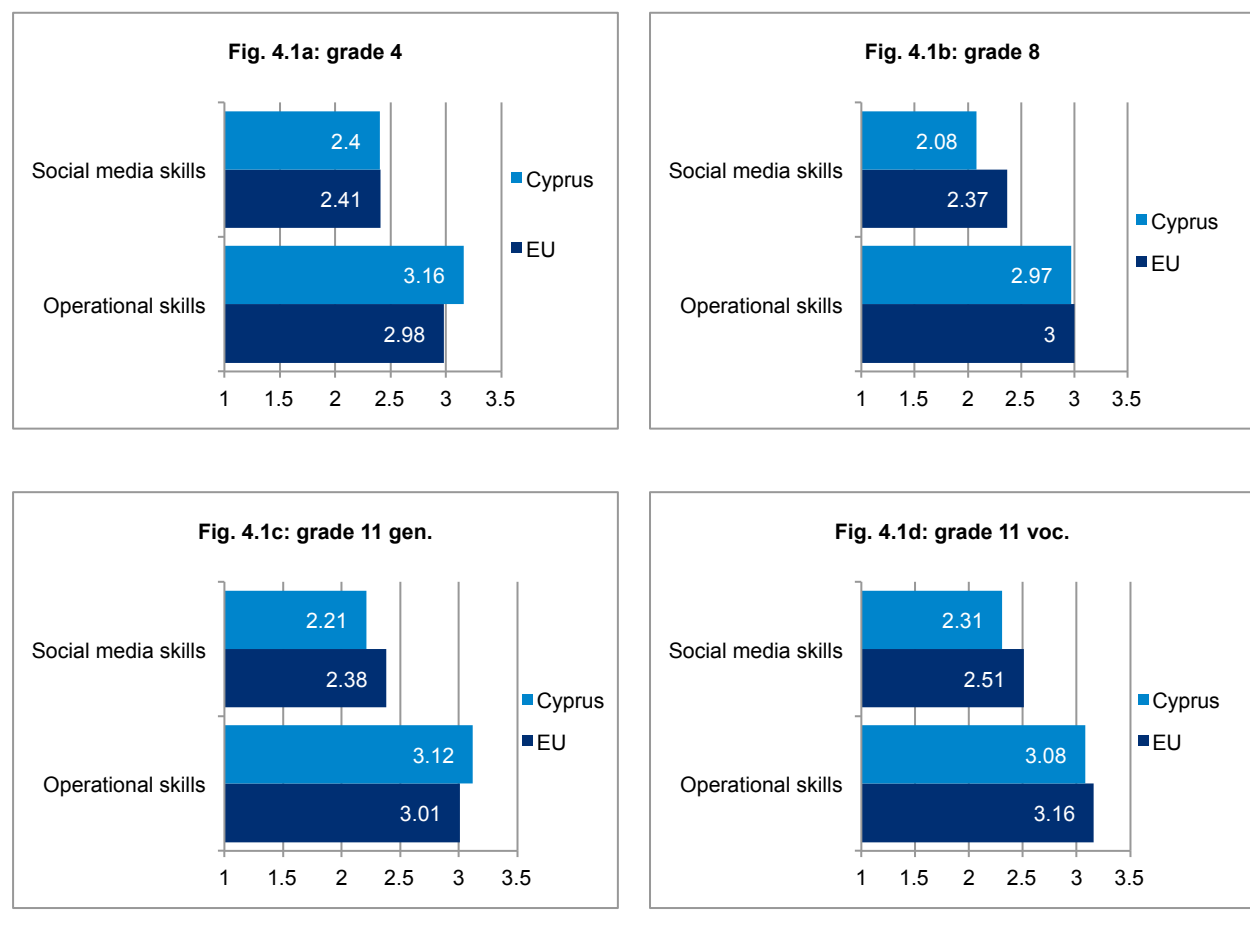 Fig. 4.1a: grade 4
Social media skills
2.4
2.41
Operational skills
3.16
2.98
Cyprus
EU
1 1.5 2 2.5 3 3.5
Fig. 4.1b: grade 8
Social media skills
2.08
2.37
Operational skills
2.97
3
Cyprus
EU
1 1.5 2 2.5 3 3.5
Fig. 4.1c: grade 11 gen.
Social media skills
2.21
2.38
Operational skills
3.12
3.01
Cyprus
EU
1 1.5 2 2.5 3 3.5
Fig. 4.1d: grade 11 voc.
Social media skills
2.31
2.51
Operational skills
3.08
3.16
Cyprus
EU
1 1.5 2 2.5 3 3.5